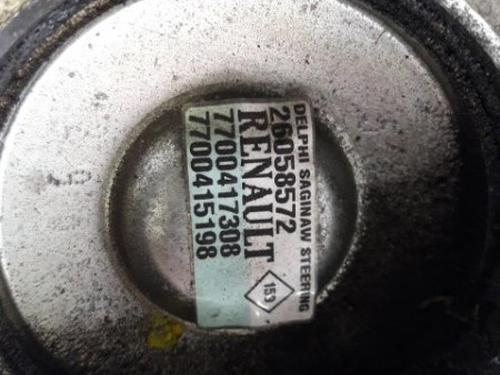 DELPHI SAGINAW STEERING
26058572
RENAULT
153
7700417308
7700415198